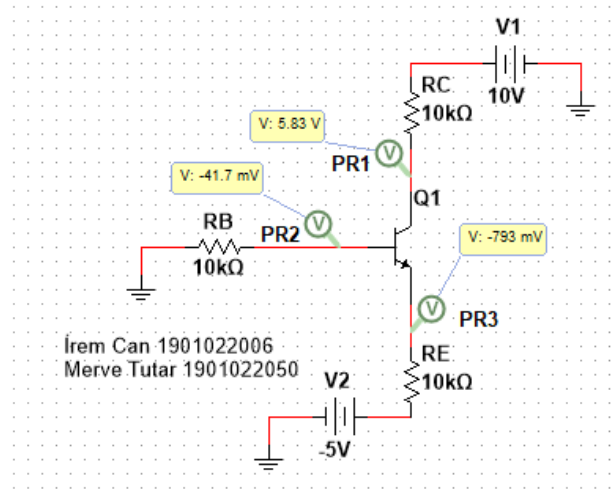 V1
10V
RC
10kΩ
V: 5.83 V
PR1
V: -41.7 mV
Q1
RB
10kΩ
PR2
V: -793 mV
PR3
İrem Can 1901022006
Merve Tutar 1901022050
RE
10kΩ
V2
-5V
V
V
V